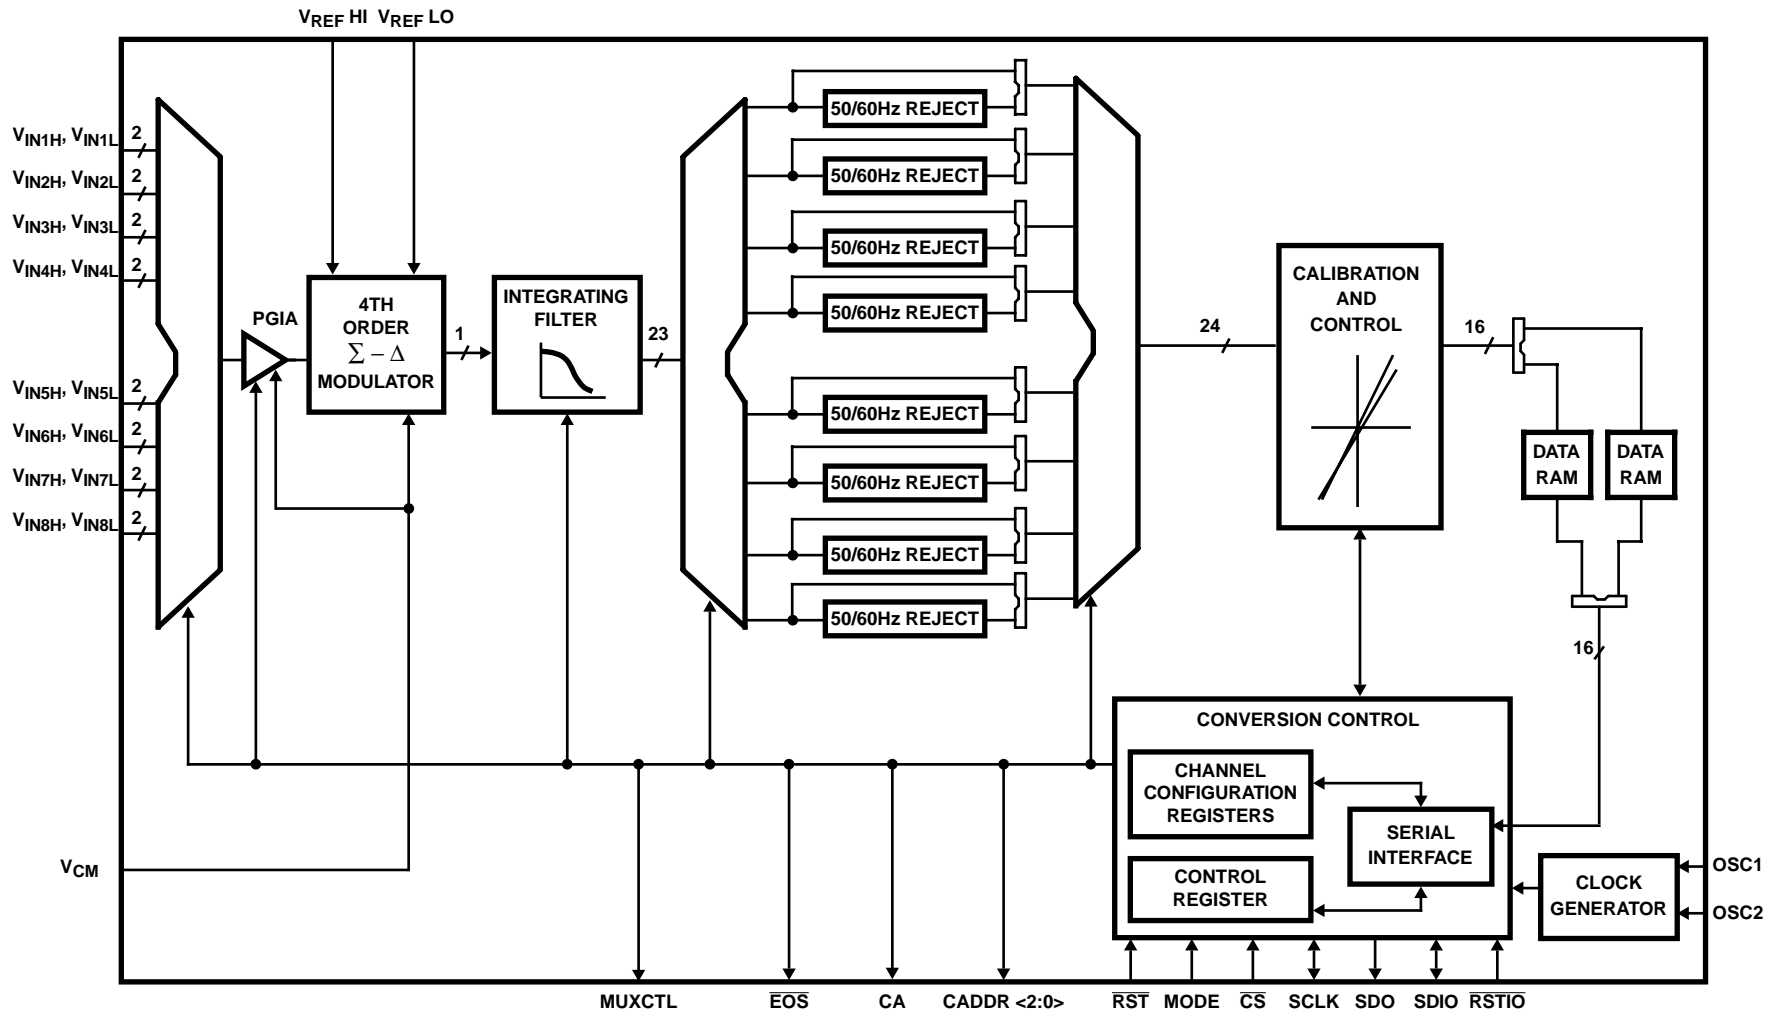 VREF HI VREF LO
VIN1H, VIN1L 2
VIN2H, VIN2L 2
VIN3H, VIN3L 2
VIN4H, VIN4L 2
VIN5H, VIN5L 2
VIN6H, VIN6L 2
VIN7H, VIN7L 2
VIN8H, VIN8L 2
PGIA
4TH
ORDER
Σ – Δ
MODULATOR
1
INTEGRATING
FILTER
23
50/60Hz REJECT
50/60Hz REJECT
50/60Hz REJECT
50/60Hz REJECT
50/60Hz REJECT
50/60Hz REJECT
50/60Hz REJECT
50/60Hz REJECT
24
CALIBRATION
AND
CONTROL
16
DATA
RAM
DATA
RAM
16
CONVERSION CONTROL
CHANNEL
CONFIGURATION
REGISTERS
SERIAL
INTERFACE
CONTROL
REGISTER
CLOCK
GENERATOR
OSC1
OSC2
VCM
MUXCTL
EOS
CA
CADDR <2:0>
RST
MODE
CS
SCLK
SDO
SDIO
RSTIO